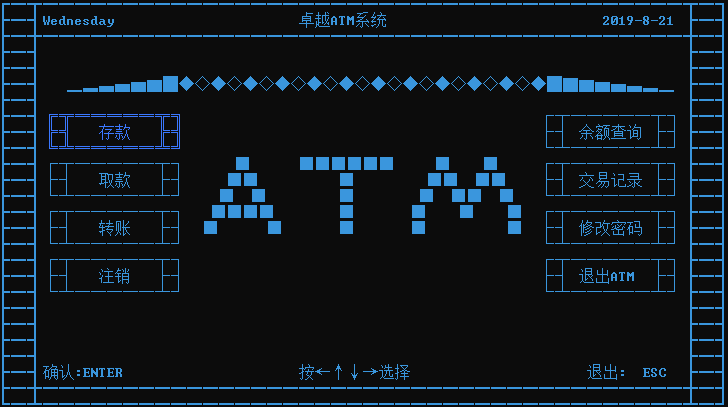 Wednesday 卓越ATM系统 2019-8-21
存款 余额查询
取款 交易记录
ATM
转账 修改密码
注销 退出ATM
确认:ENTER 按←↑↓→选择 退出: ESC